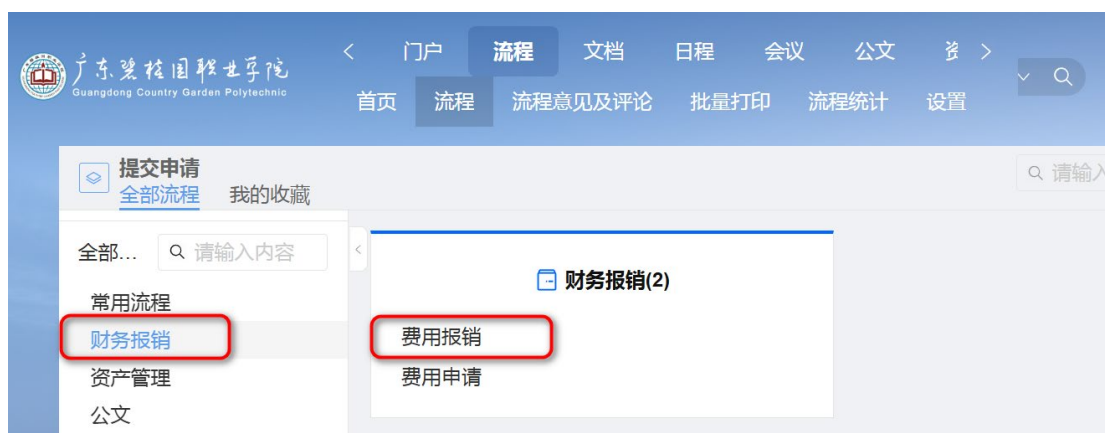 门户 流程 文档 日程 会议 公文
广东碧桂园职业学院
Guangdong Country Garden Polytechnic
首页 流程 流程意见及评论 批量打印 流程统计 设置
提交申请
全部流程 我的收藏
请输入
全部... 请输入内容
财务报销(2)
常用流程
财务报销
费用报销
资产管理
费用申请
公文